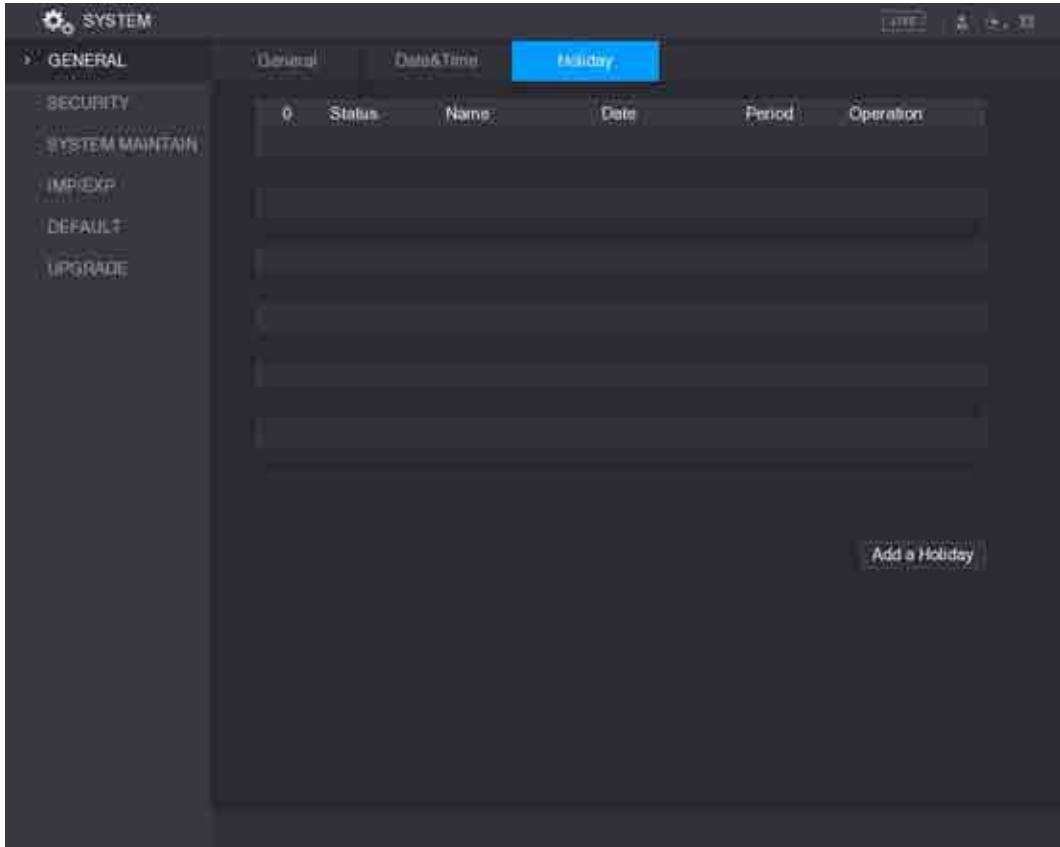 SYSTEM LIVE
GENERAL General Date&Time Holiday
SECURITY
0 Status Name Date Period Operation
SYSTEM MAINTAIN
IMP/EXP
DEFAULT
UPGRADE
Add a Holiday